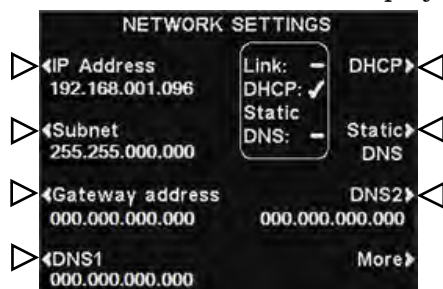 NETWORK SETTINGS
IP Address
192.168.001.096
Link: –
DHCP: ✓
Static
DNS: –
DHCP
Subnet
255.255.000.000
Static
DNS
Gateway address
000.000.000.000
DNS2
000.000.000.000
DNS1
000.000.000.000
More